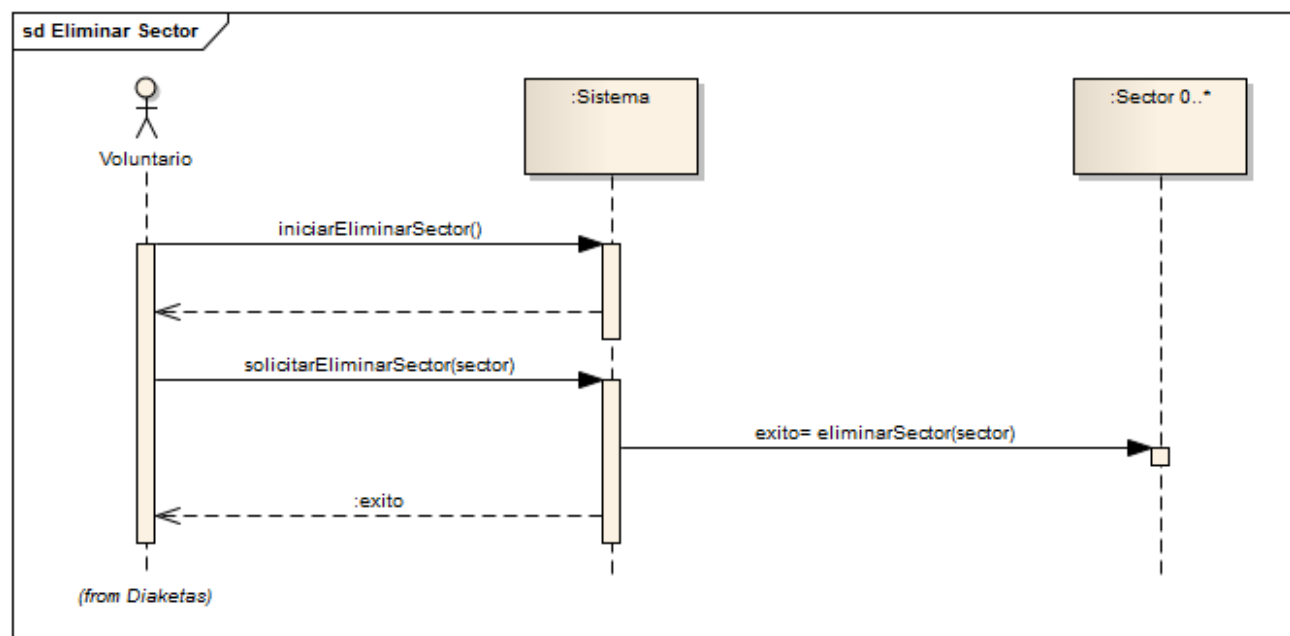 sd Eliminar Sector
Voluntario
:Sistema
:Sector 0..*
iniciarEliminarSector()
solicitarEliminarSector(sector)
exito= eliminarSector(sector)
:exito
(from Diaketas)